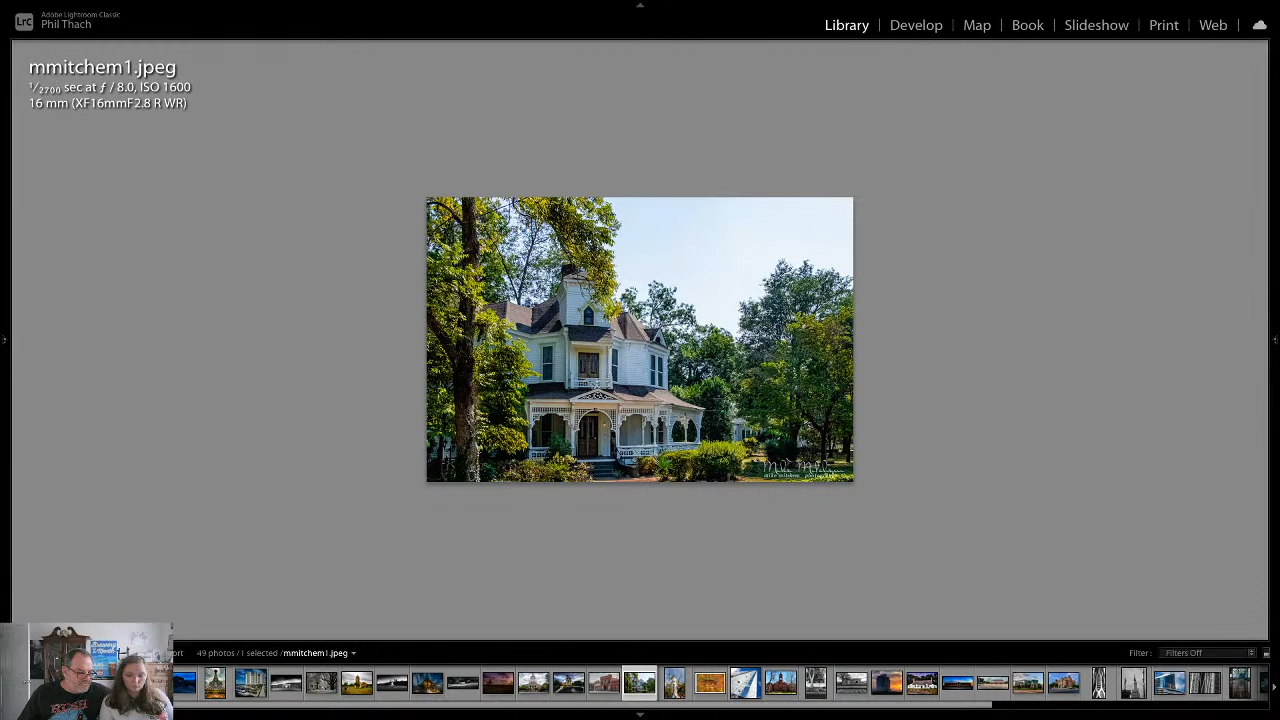 Lrc
Adobe Lightroom Classic
Phil Thach
Library | Develop | Map | Book | Slideshow | Print | Web |
mmitchem1.jpeg
1/2700 sec at ƒ / 8.0, ISO 1600
16 mm (XF16mmF2.8 R WR)
49 photos / 1 selected / mmitchem1.jpeg
Filter : Filters Off